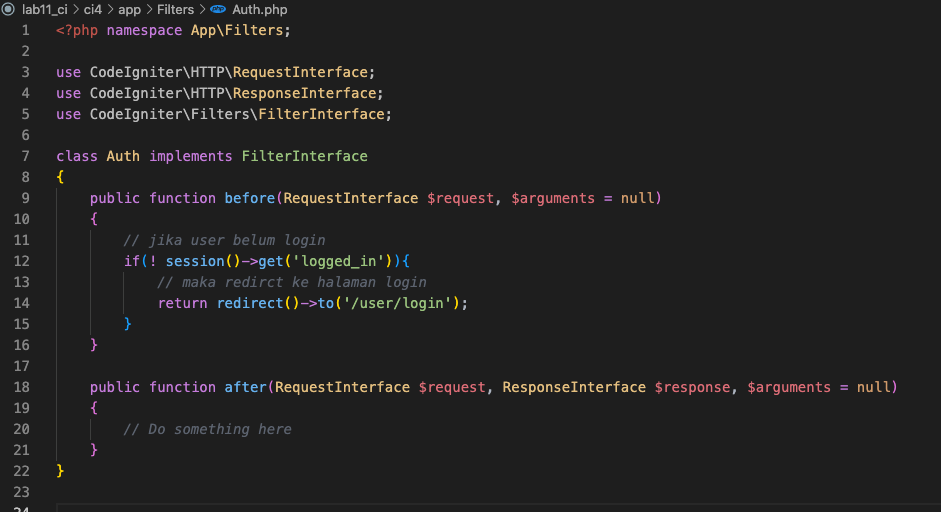 lab11_ci > ci4 > app > Filters > php Auth.php
1 <?php namespace App\Filters;
2
3 use CodeIgniter\HTTP\RequestInterface;
4 use CodeIgniter\HTTP\ResponseInterface;
5 use CodeIgniter\Filters\FilterInterface;
6
7 class Auth implements FilterInterface
8 {
9     public function before(RequestInterface $request, $arguments = null)
10     {
11         // jika user belum login
12         if(! session()->get('logged_in')){
13             // maka redirct ke halaman login
14             return redirect()->to('/user/login');
15         }
16     }
17
18     public function after(RequestInterface $request, ResponseInterface $response, $arguments = null)
19     {
20         // Do something here
21     }
22 }
23
24